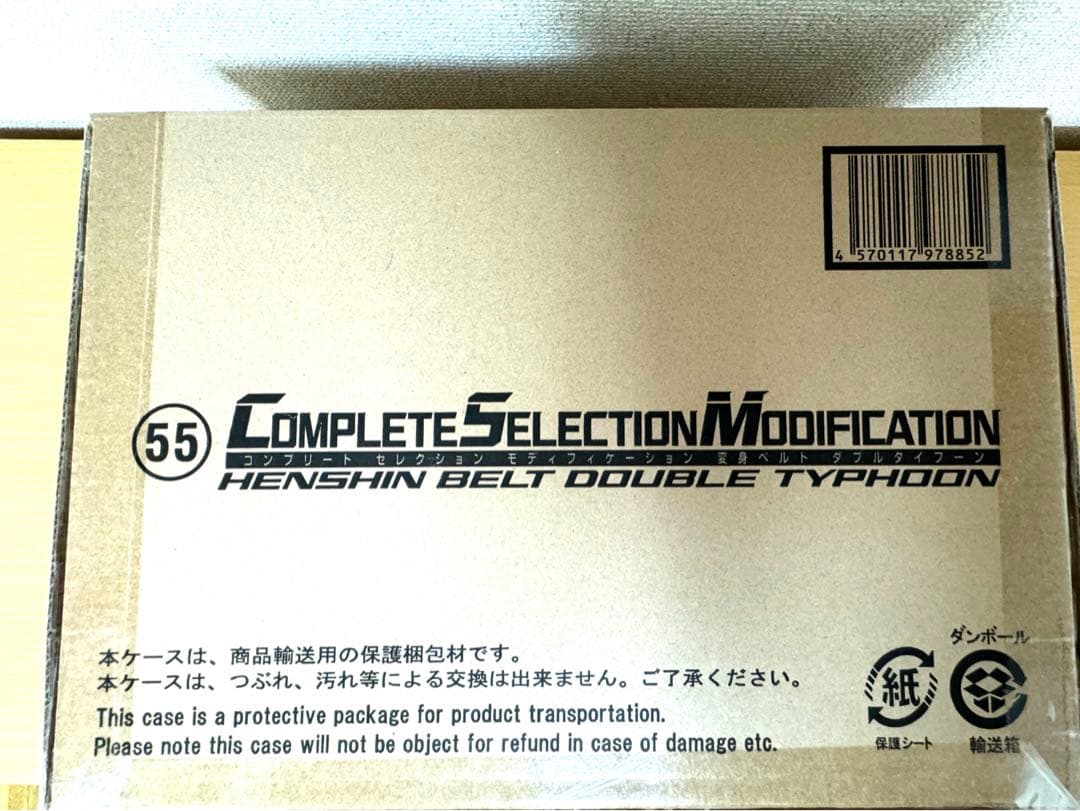 4 570117 978852
55
COMPLETE SELECTION MODIFICATION
コンプリート セレクション モディフィケーション 変身ベルト ダブルタイフーン
HENSHIN BELT DOUBLE TYPHOON
本ケースは、商品輸送用の保護梱包材です。
本ケースは、つぶれ、汚れ等による交換は出来ません。ご了承ください。
This case is a protective package for product transportation.
Please note this case will not be object for refund in case of damage etc.
紙
保護シート
ダンボール
輸送箱